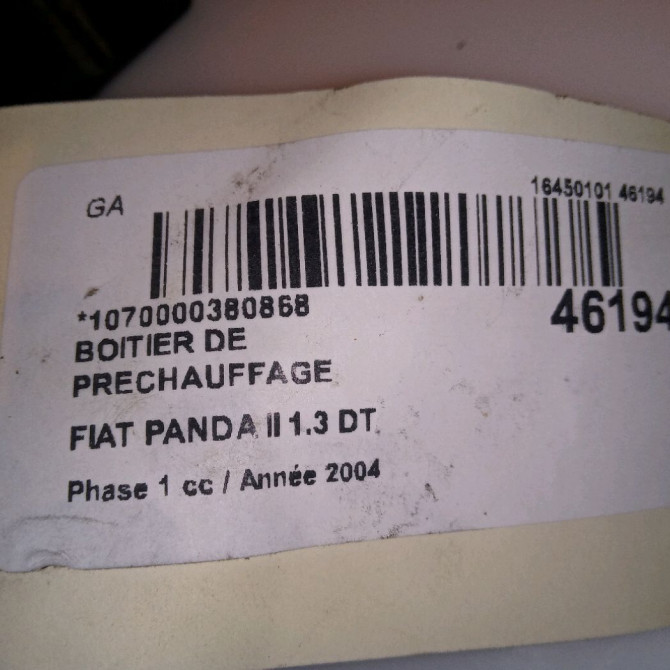 GA
16450101 46194
*1070000380868
46194
BOITIER DE
PRECHAUFFAGE
FIAT PANDA II 1.3 DT
Phase 1 cc / Année 2004